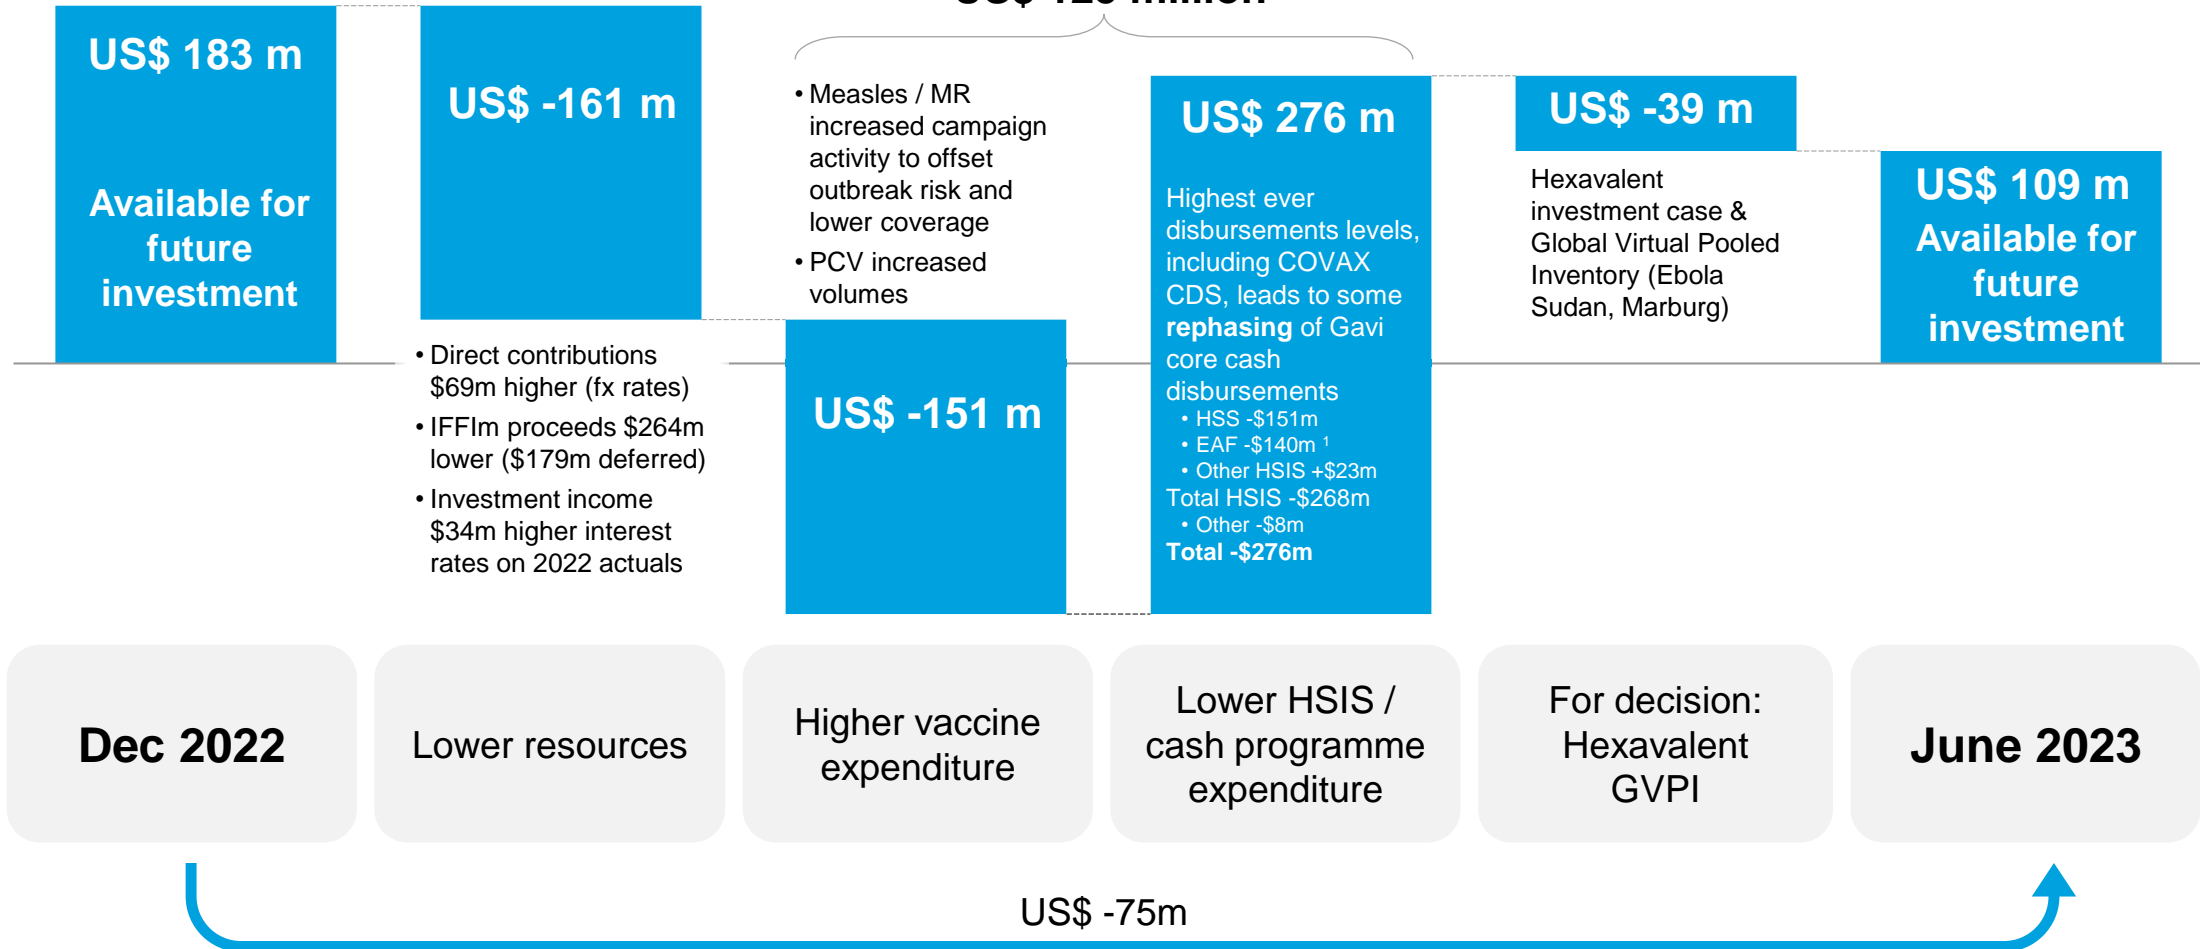 US$ 183 m
Available for
future
investment
US$ -161 m
• Direct contributions
$69m higher (fx rates)
• IFFIm proceeds $264m
lower ($179m deferred)
• Investment income
$34m higher interest
rates on 2022 actuals
• Measles / MR
increased campaign
activity to offset
outbreak risk and
lower coverage
• PCV increased
volumes
US$ -151 m
US$ 276 m
Highest ever
disbursements levels,
including COVAX
CDS, leads to some
rephasing of Gavi
core cash
disbursements
• HSS -$151m
• EAF -$140m ¹
• Other HSIS +$23m
Total HSIS -$268m
• Other -$8m
Total -$276m
US$ -39 m
Hexavalent
investment case &
Global Virtual Pooled
Inventory (Ebola
Sudan, Marburg)
US$ 109 m
Available for
future
investment
Dec 2022
Lower resources
Higher vaccine
expenditure
Lower HSIS /
cash programme
expenditure
For decision:
Hexavalent
GVPI
June 2023
US$ -75m